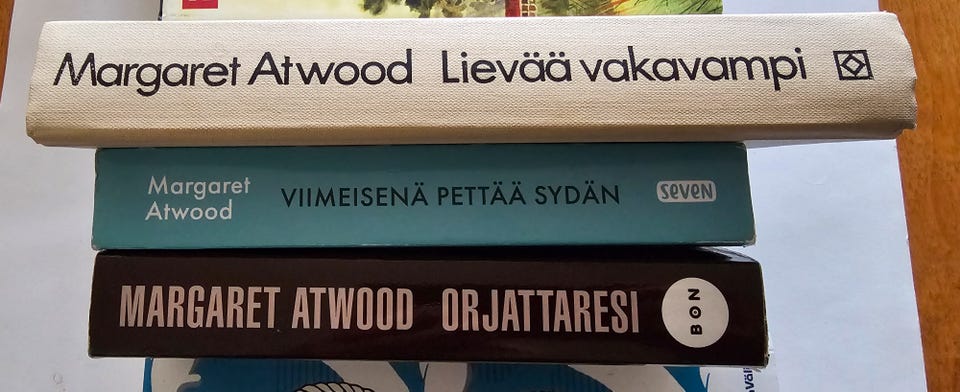 Margaret Atwood Lievää vakavampi
Margaret
Atwood
VIIMEISENÄ PETTÄÄ SYDÄN
seven
MARGARET ATWOOD ORJATTARESI
BON